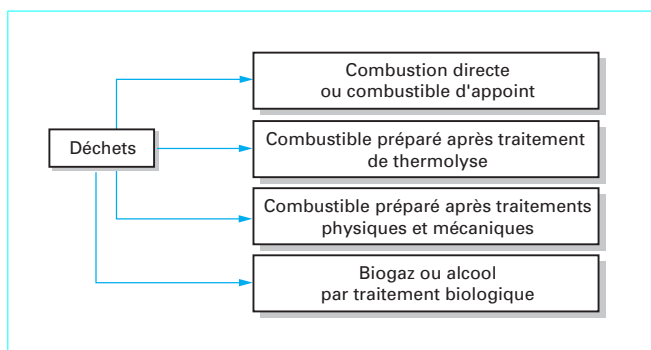 Combustion directe
ou combustible d'appoint
Déchets
Combustible préparé après traitement
de thermolyse
Combustible préparé après traitements
physiques et mécaniques
Biogaz ou alcool
par traitement biologique